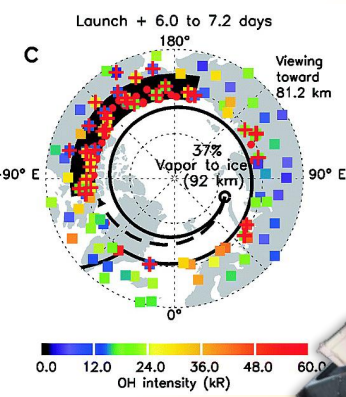 Launch + 6.0 to 7.2 days
C
180°
Viewing
toward
81.2 km
37%
Vapor to ice
(92 km)
-90° E
90° E
0°
0.0 12.0 24.0 36.0 48.0 60.0
OH intensity (kR)